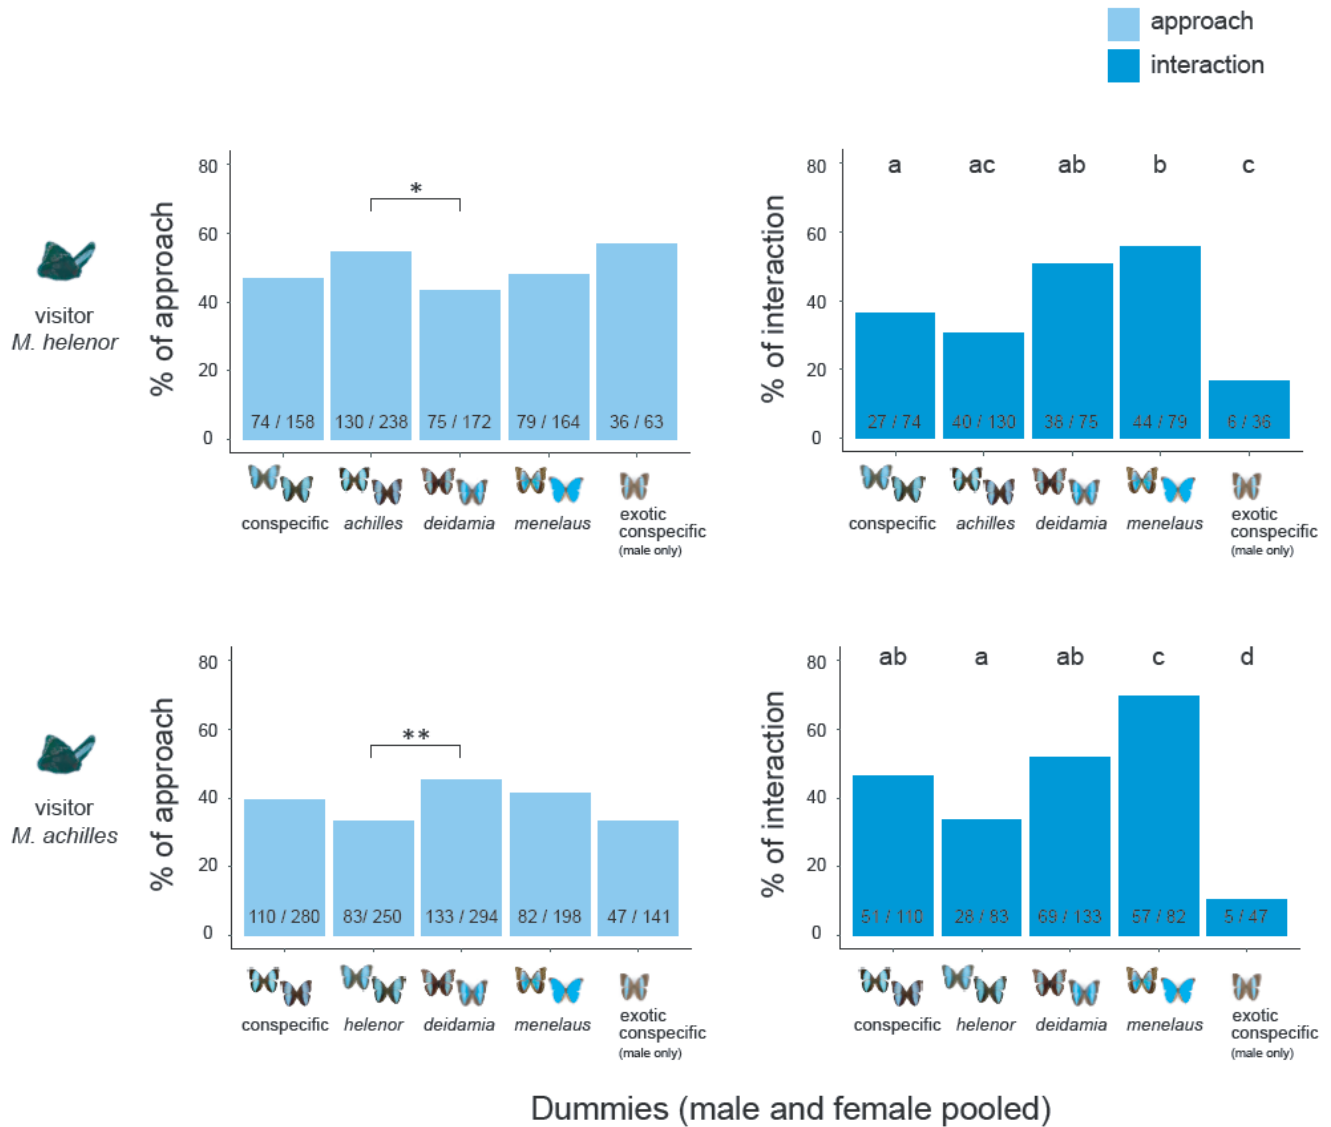 approach
interaction
visitor
M. helenor
% of approach
80
60
40
20
0
*
74 / 158
130 / 238
75 / 172
79 / 164
36 / 63
conspecific
achilles
deidamia
menelaus
exotic
conspecific
(male only)
% of interaction
80
60
40
20
0
a
ac
ab
b
c
27 / 74
40 / 130
38 / 75
44 / 79
6 / 36
conspecific
achilles
deidamia
menelaus
exotic
conspecific
(male only)
visitor
M. achilles
% of approach
80
60
40
20
0
**
110 / 280
83/ 250
133 / 294
82 / 198
47 / 141
conspecific
helenor
deidamia
menelaus
exotic
conspecific
(male only)
% of interaction
80
60
40
20
0
ab
a
ab
c
d
51 / 110
28 / 83
69 / 133
57 / 82
5 / 47
conspecific
helenor
deidamia
menelaus
exotic
conspecific
(male only)
Dummies (male and female pooled)